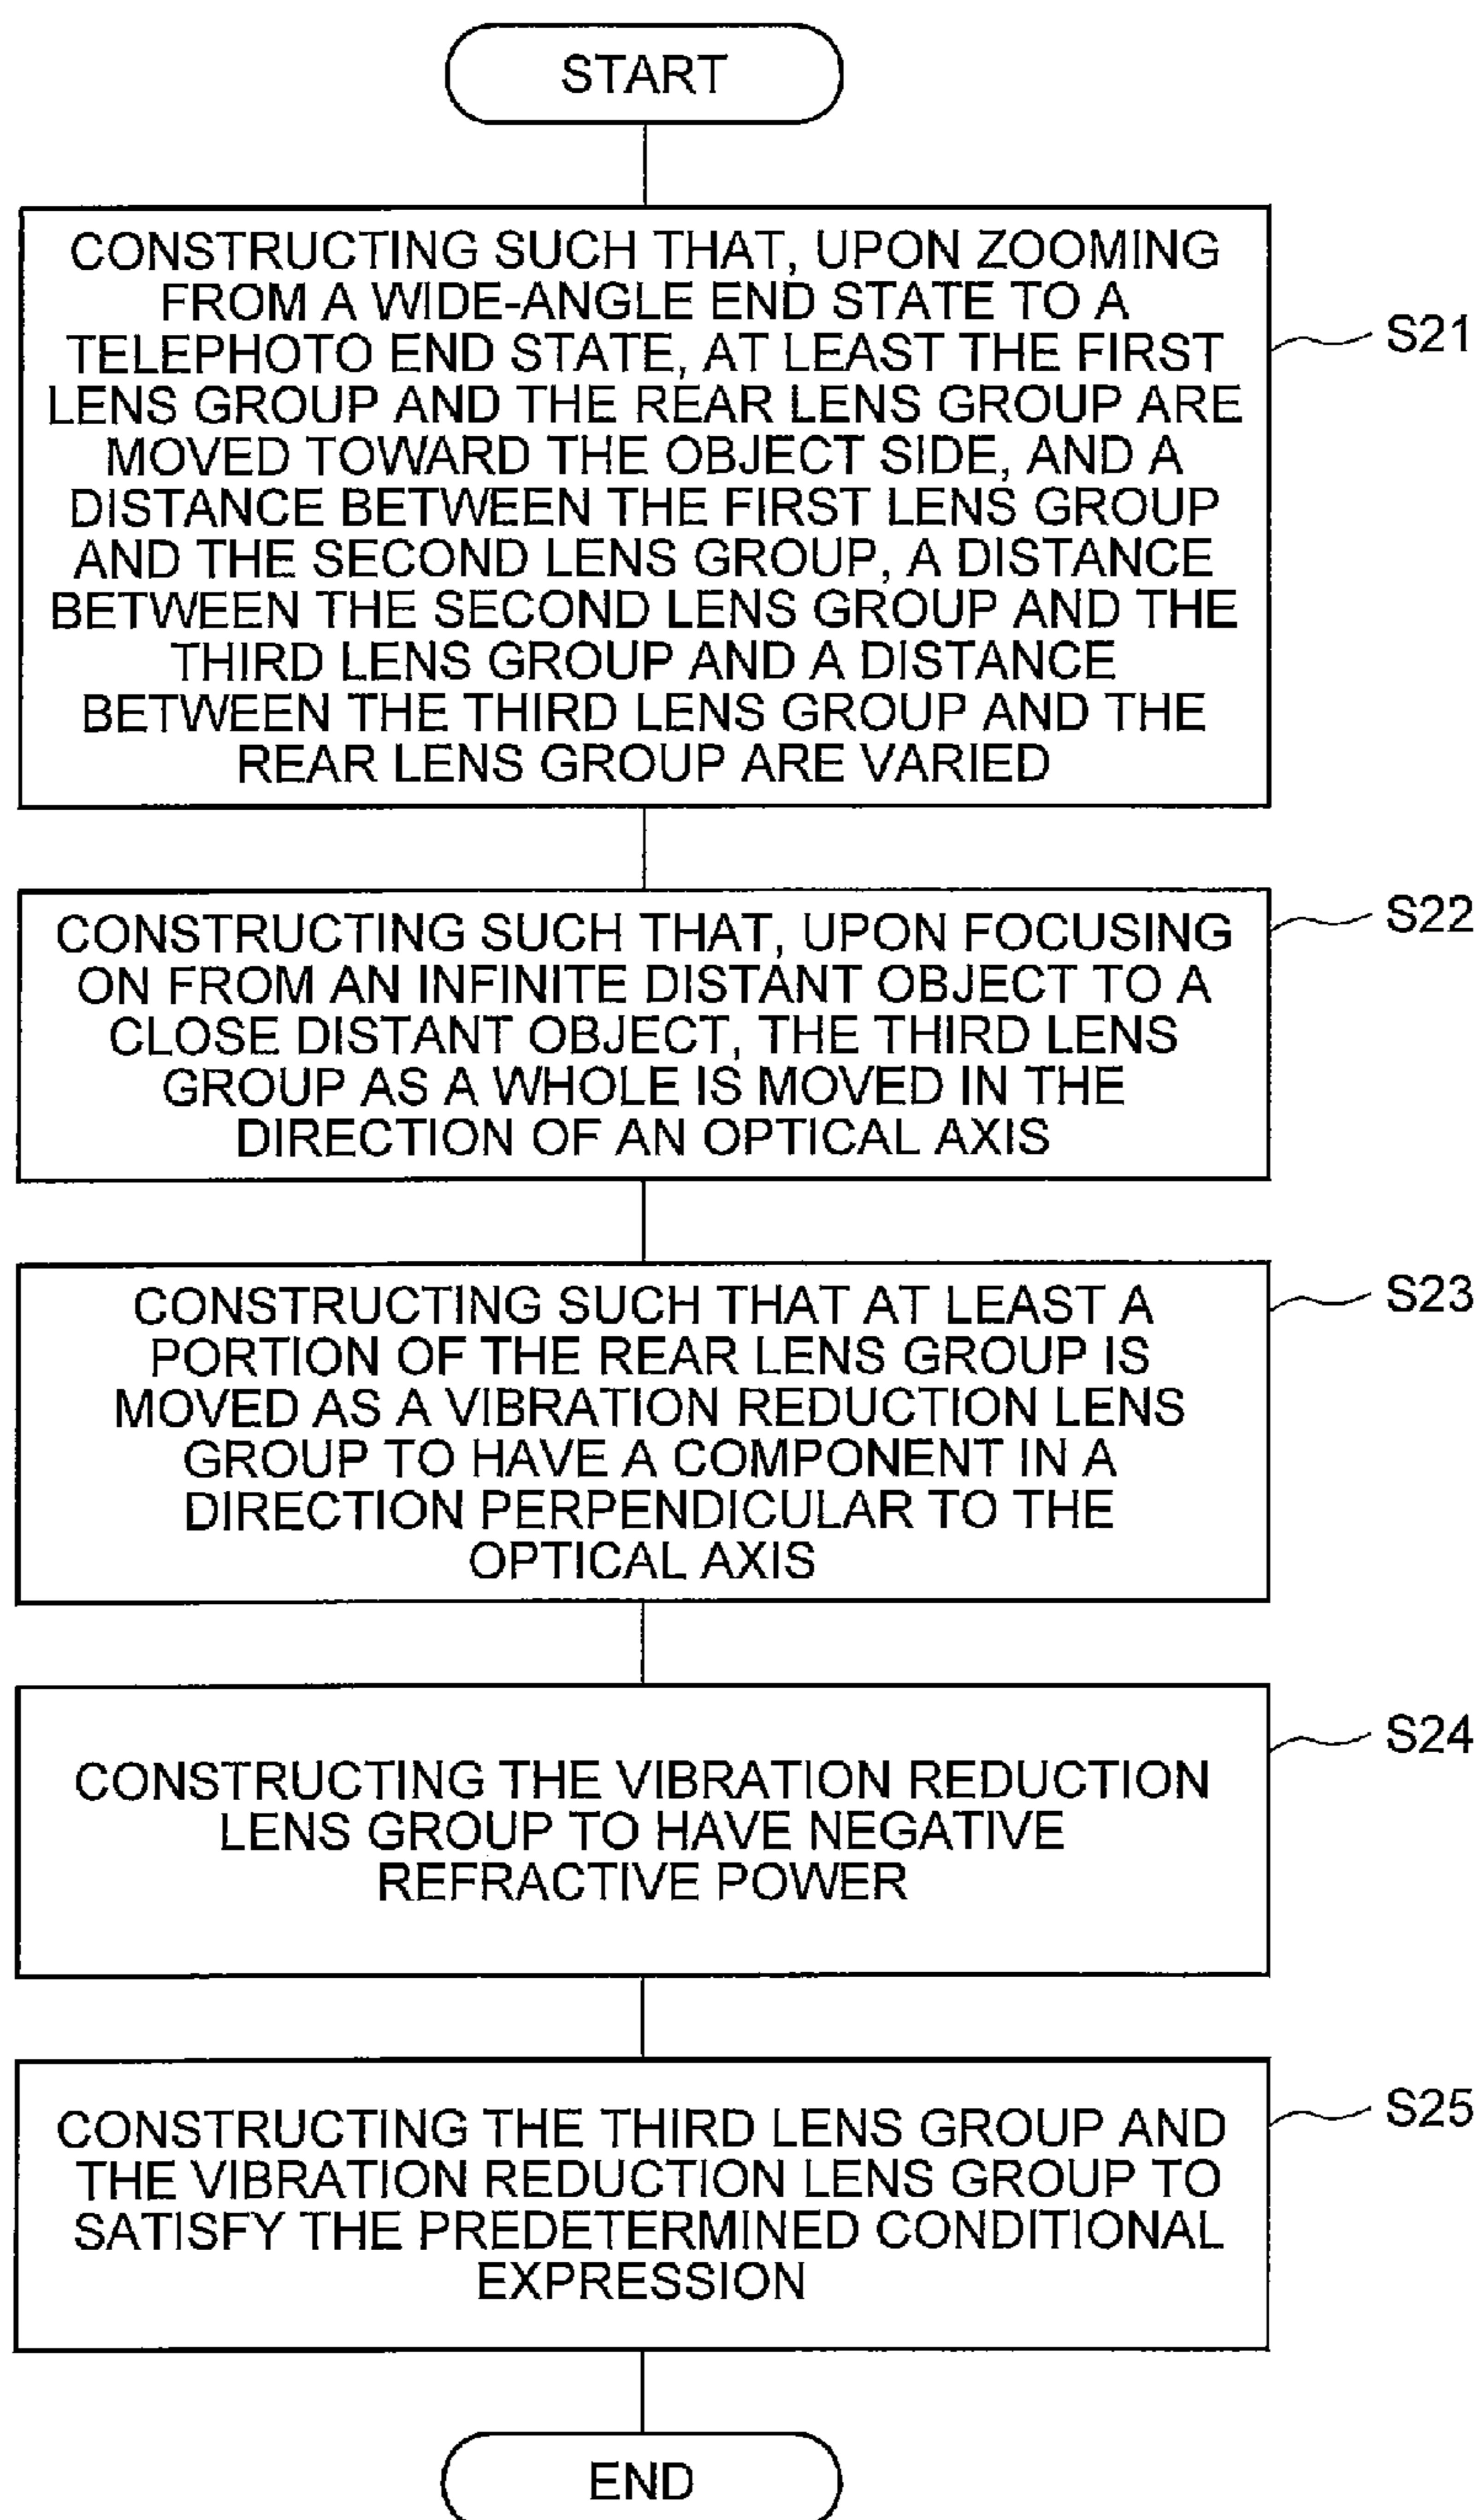 START
CONSTRUCTING SUCH THAT, UPON ZOOMING
FROM A WIDE-ANGLE END STATE TO A
TELEPHOTO END STATE, AT LEAST THE FIRST
LENS GROUP AND THE REAR LENS GROUP ARE
MOVED TOWARD THE OBJECT SIDE, AND A
DISTANCE BETWEEN THE FIRST LENS GROUP
AND THE SECOND LENS GROUP, A DISTANCE
BETWEEN THE SECOND LENS GROUP AND THE
THIRD LENS GROUP AND A DISTANCE
BETWEEN THE THIRD LENS GROUP AND THE
REAR LENS GROUP ARE VARIED
S21
CONSTRUCTING SUCH THAT, UPON FOCUSING
ON FROM AN INFINITE DISTANT OBJECT TO A
CLOSE DISTANT OBJECT, THE THIRD LENS
GROUP AS A WHOLE IS MOVED IN THE
DIRECTION OF AN OPTICAL AXIS
S22
CONSTRUCTING SUCH THAT AT LEAST A
PORTION OF THE REAR LENS GROUP IS
MOVED AS A VIBRATION REDUCTION LENS
GROUP TO HAVE A COMPONENT IN A
DIRECTION PERPENDICULAR TO THE
OPTICAL AXIS
S23
CONSTRUCTING THE VIBRATION REDUCTION
LENS GROUP TO HAVE NEGATIVE
REFRACTIVE POWER
S24
CONSTRUCTING THE THIRD LENS GROUP AND
THE VIBRATION REDUCTION LENS GROUP TO
SATISFY THE PREDETERMINED CONDITIONAL
EXPRESSION
S25
END